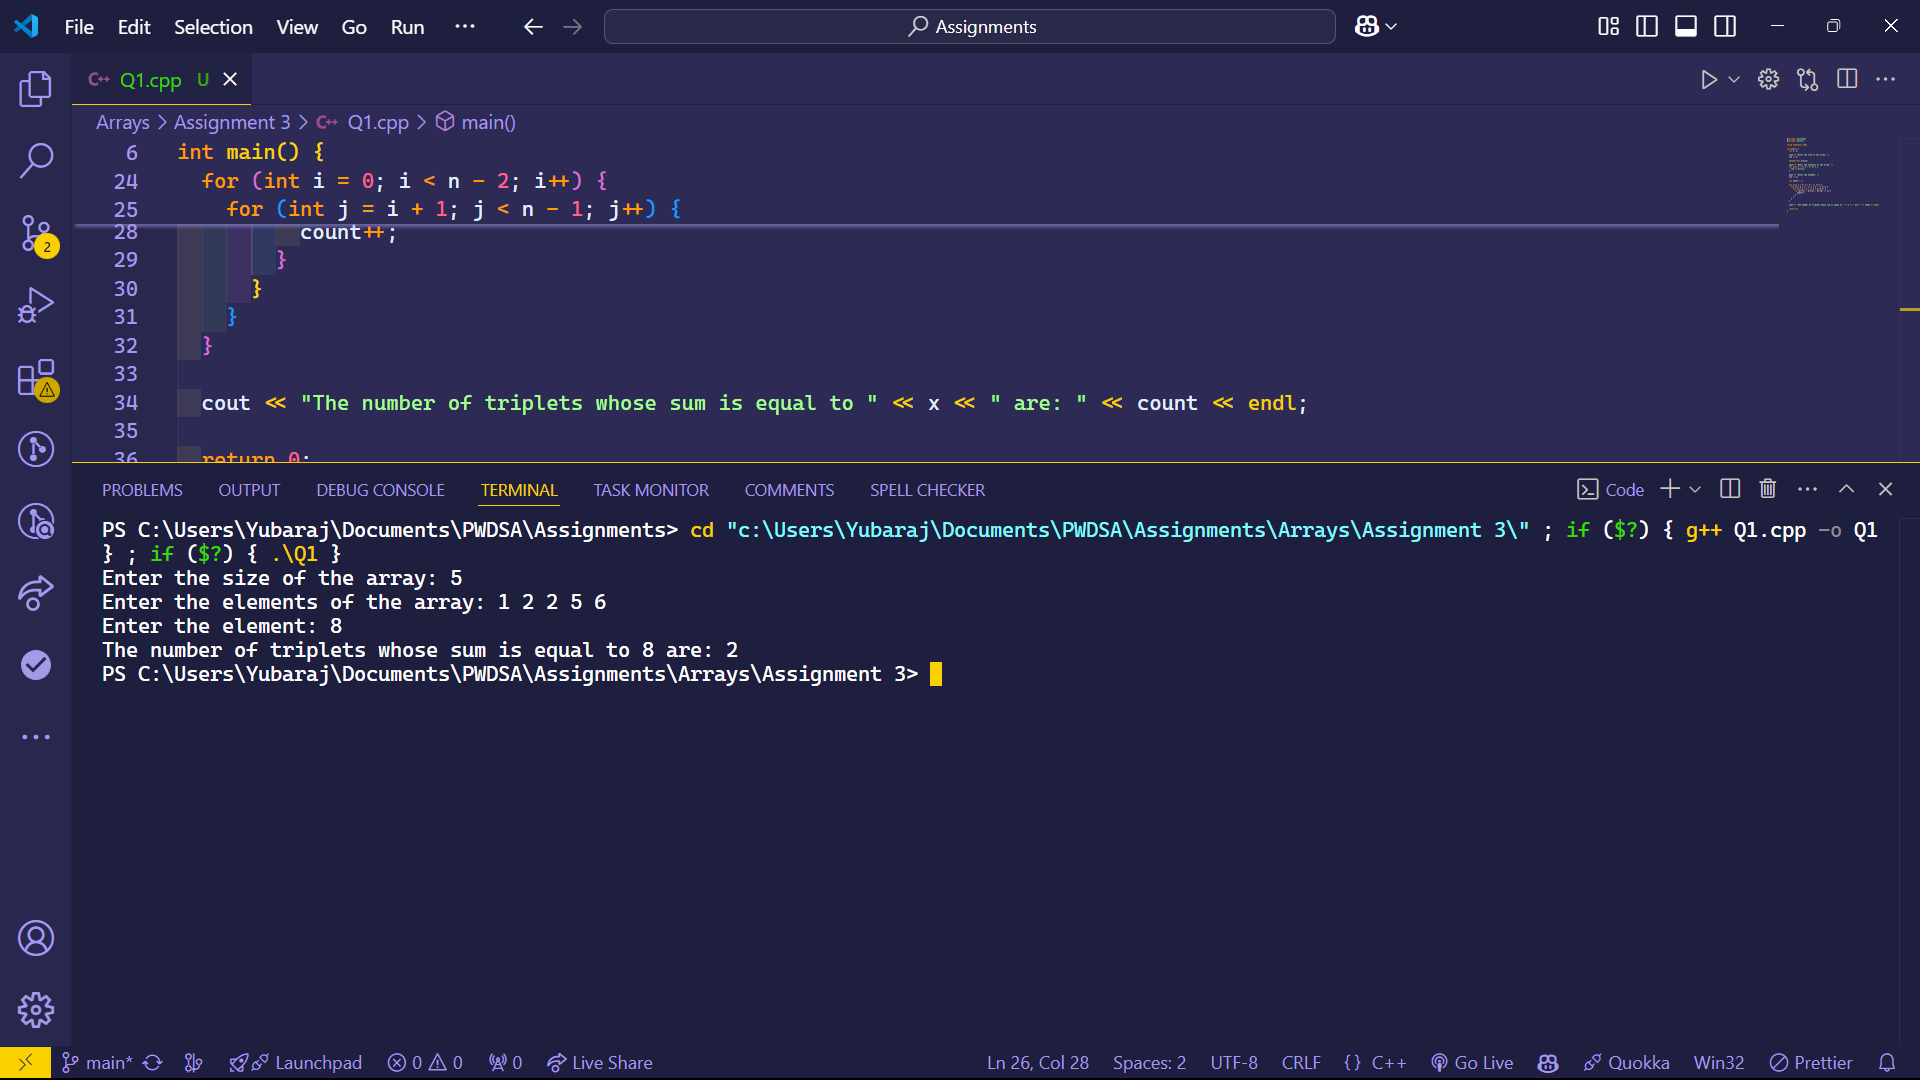 File Edit Selection View Go Run ··· Assignments
C++ Q1.cpp U
Arrays > Assignment 3 > C++ Q1.cpp > main()
6 int main() {
24 for (int i = 0; i < n - 2; i++) {
25 for (int j = i + 1; j < n - 1; j++) {
28 count++;
29 }
30 }
31 }
32 }
33
34 cout << "The number of triplets whose sum is equal to " << x << " are: " << count << endl;
35
36 return 0;
2
PROBLEMS OUTPUT DEBUG CONSOLE TERMINAL TASK MONITOR COMMENTS SPELL CHECKER Code
PS C:\Users\Yubaraj\Documents\PWDSA\Assignments> cd "c:\Users\Yubaraj\Documents\PWDSA\Assignments\Arrays\Assignment 3\" ; if ($?) { g++ Q1.cpp -o Q1
} ; if ($?) { .\Q1 }
Enter the size of the array: 5
Enter the elements of the array: 1 2 2 5 6
Enter the element: 8
The number of triplets whose sum is equal to 8 are: 2
PS C:\Users\Yubaraj\Documents\PWDSA\Assignments\Arrays\Assignment 3>
main* Launchpad 0 0 0 Live Share Ln 26, Col 28 Spaces: 2 UTF-8 CRLF {} C++ Go Live Quokka Win32 Prettier